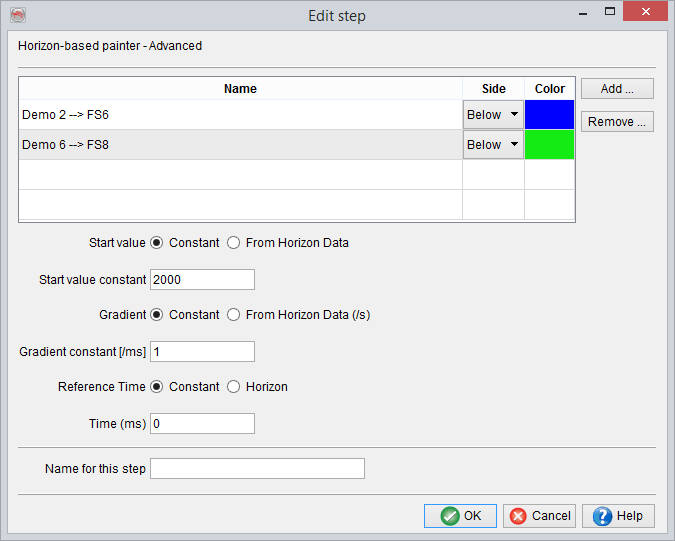 Edit step
Horizon-based painter - Advanced
Name Side Color
Add ...
Demo 2 --> FS6 Below
Remove ...
Demo 6 --> FS8 Below
Start value Constant From Horizon Data
Start value constant 2000
Gradient Constant From Horizon Data (/s)
Gradient constant [/ms] 1
Reference Time Constant Horizon
Time (ms) 0
Name for this step
OK Cancel ? Help